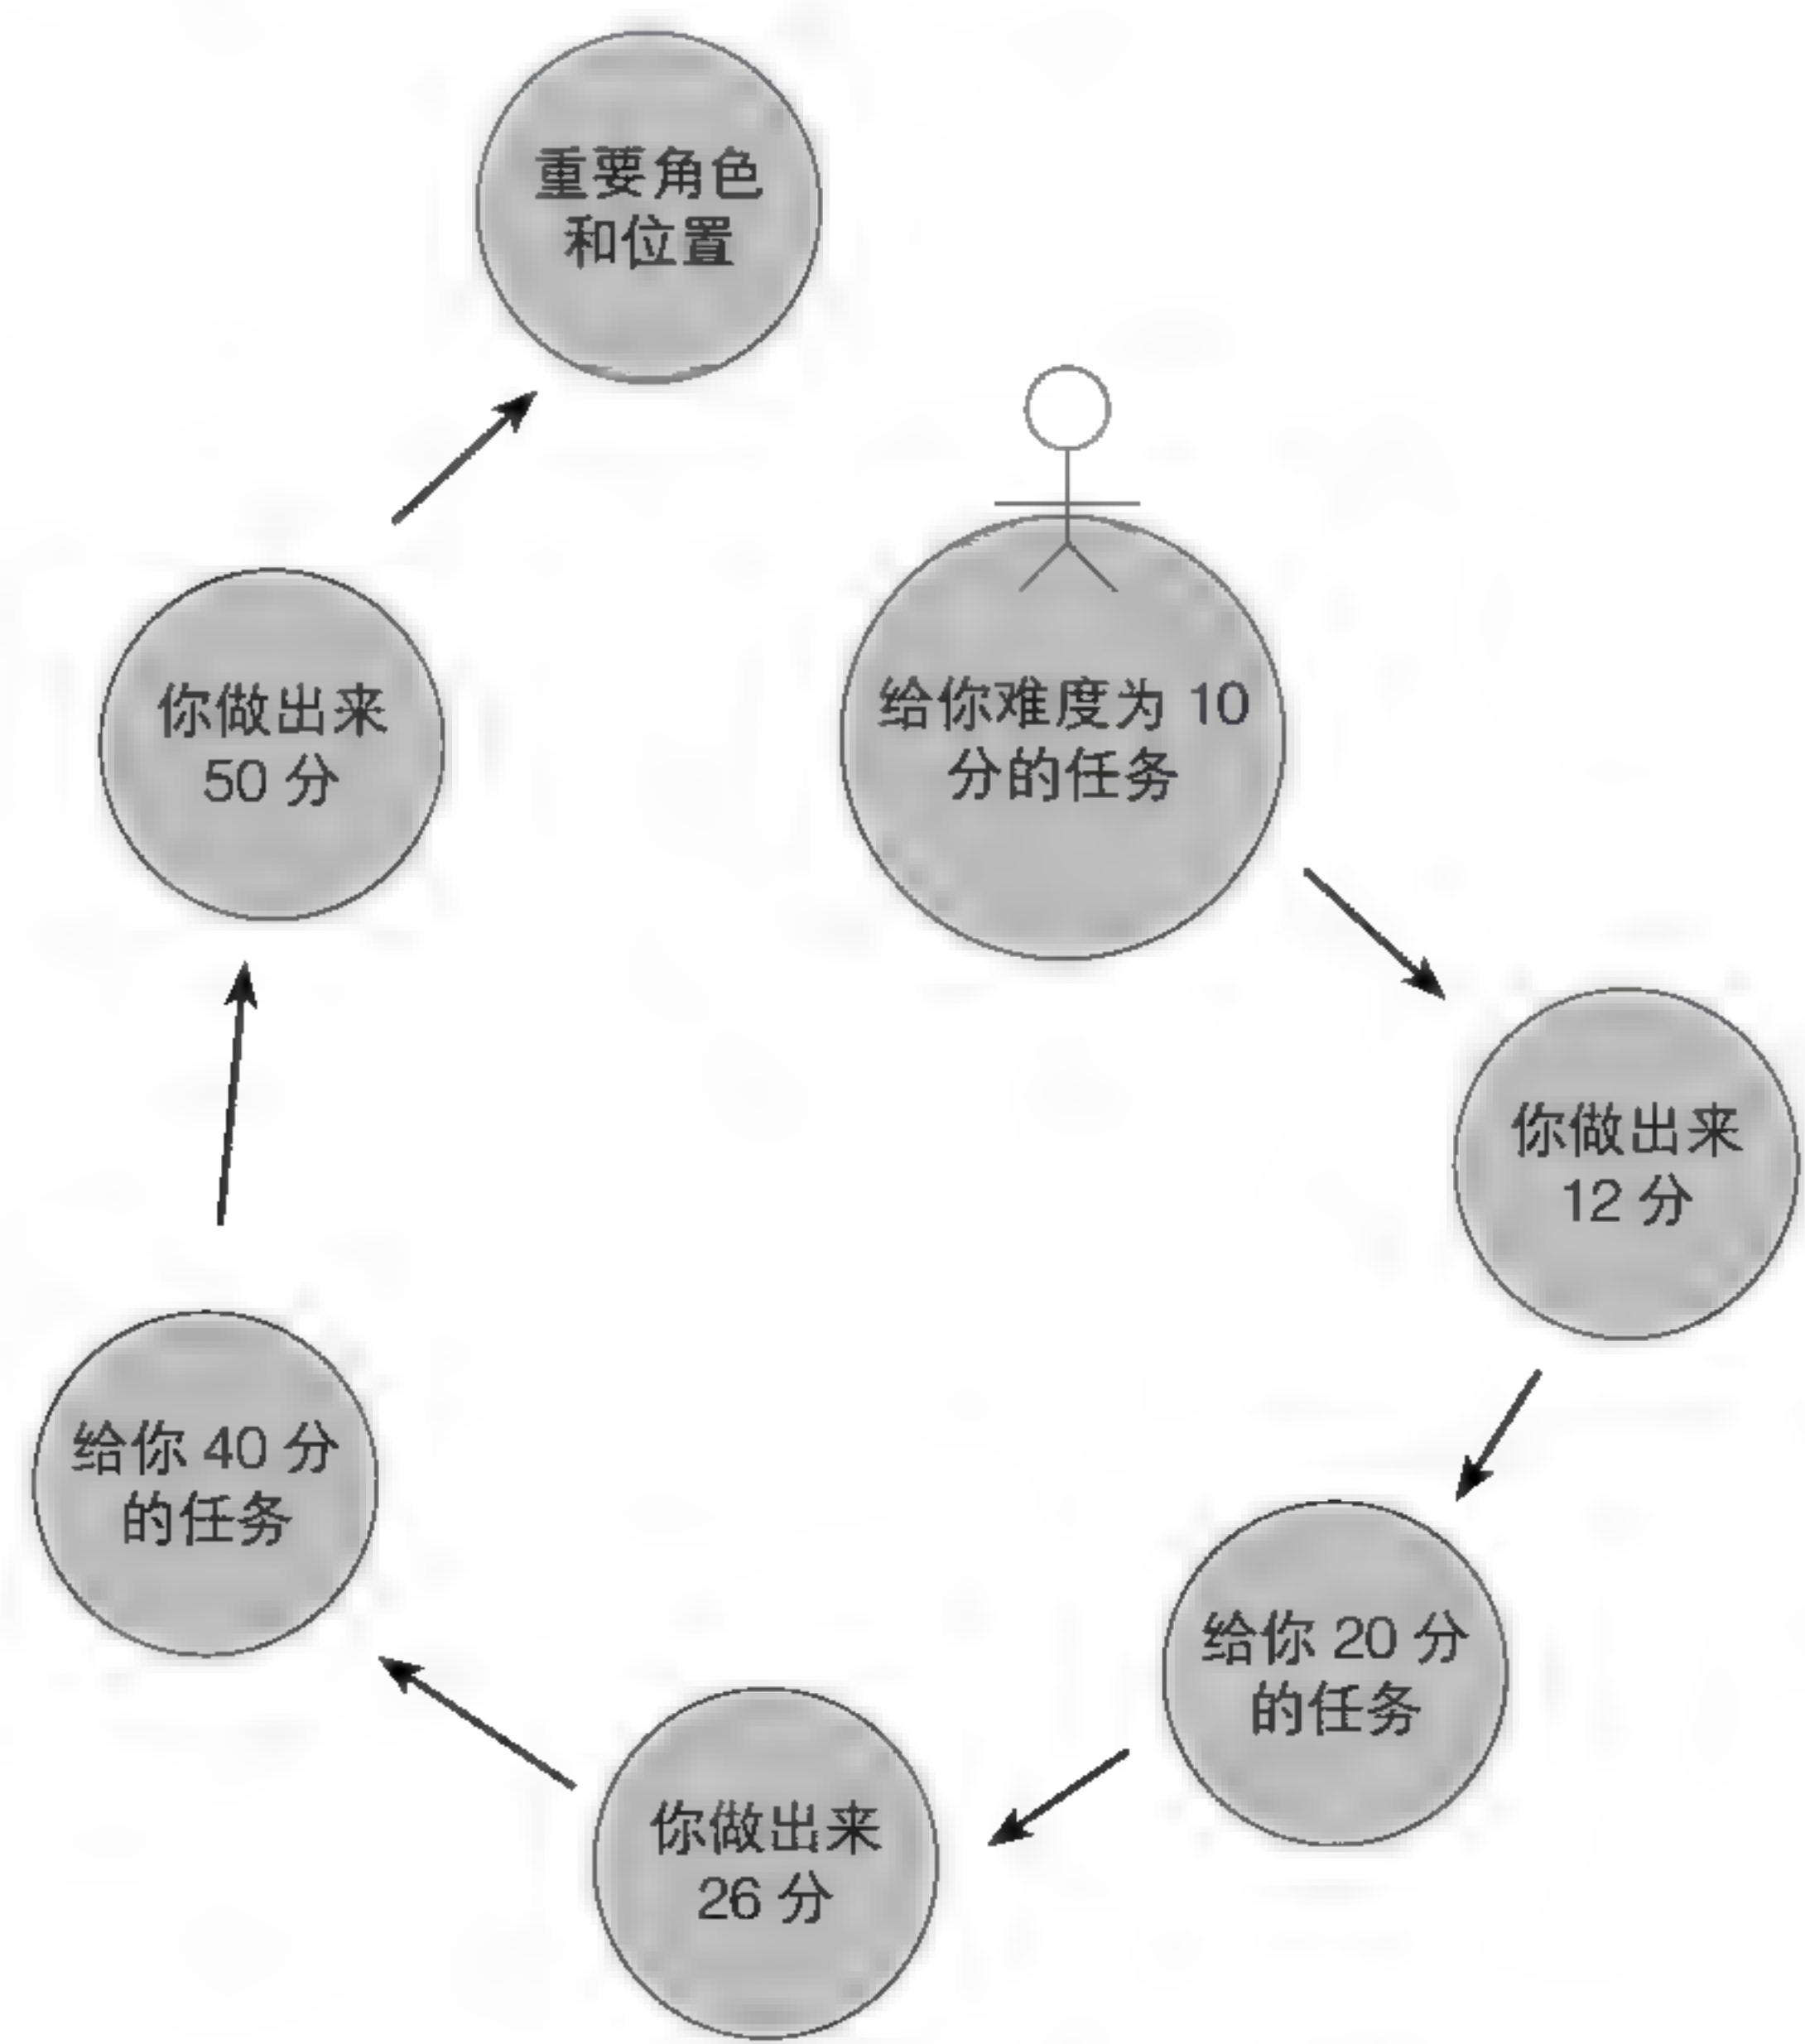 重要角色
和位置
给你难度为 10
分的任务
你做出来
12 分
给你 20 分
的任务
你做出来
26 分
给你 40 分
的任务
你做出来
50 分